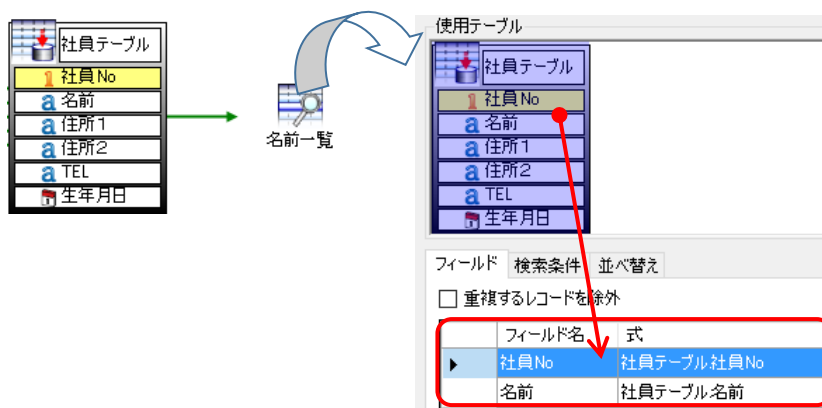 社員テーブル
社員No
名前
住所1
住所2
TEL
生年月日
名前一覧
使用テーブル
社員テーブル
社員No
名前
住所1
住所2
TEL
生年月日
フィールド 検索条件 並べ替え
重複するレコードを除外
フィールド名 式
社員No 社員テーブル.社員No
名前 社員テーブル.名前